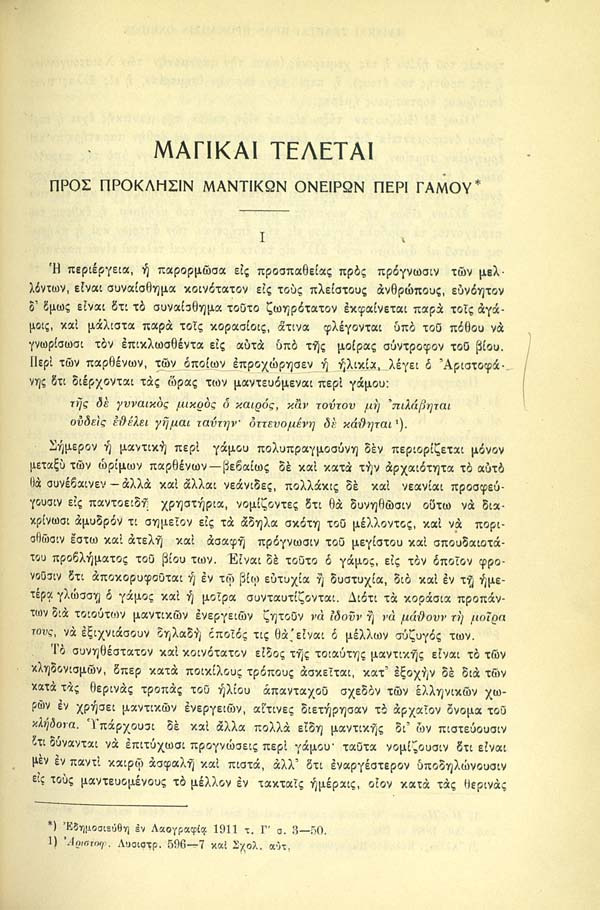 ΜΑΓΙΚΑΙ ΤΕΛΕΤΑΙ
ΠΡΟΣ ΠΡΟΚΛΗΣΙΝ ΜΑΝΤΙΚΩΝ ΟΝΕΙΡΩΝ ΠΕΡΙ ΓΑΜΟΥ*
I
Ἡ περιέργεια, ἡ παρορμῶσα εἰς προσπαθείας πρὸς πρόγνωσιν τῶν μελ-
λόντων, εἶναι συναίσθημα κοινότατον εἰς τοὺς πλείστους ἀνθρώπους, εὐνόητον
δ' ὅμως εἶναι ὅτι τὸ συναίσθημα τοῦτο ζωηρότατον ἐκφαίνεται παρὰ τοῖς ἀγά-
μοις, καὶ μάλιστα παρὰ τοῖς κορασίοις, ἅτινα φλέγονται ὑπὸ τοῦ πόθου νὰ
γνωρίσωσι τὸν ἐπικλωσθέντα εἰς αὐτὰ ὑπὸ τῆς μοίρας σύντροφον τοῦ βίου.
Περὶ τῶν παρθένων, τῶν ὁποίων ἐπροχώρησεν ἡ ἡλικία, λέγει ὁ Ἀριστοφά-
νης ὅτι διέρχονται τὰς ὥρας των μαντευόμεναι περὶ γάμου:
τῆς δὲ γυναικὸς μικρὸς ὁ καιρός, κἂν τούτου μὴ 'πιλάβηται
οὐδεὶς ἐθέλει γῆμαι ταύτην· ὀττευομένη δὲ κάθηται ¹).
Σήμερον ἡ μαντικὴ περὶ γάμου πολυπραγμοσύνη δὲν περιορίζεται μόνον
μεταξὺ τῶν ὡρίμων παρθένων—βεβαίως δὲ καὶ κατὰ τὴν ἀρχαιότητα τὸ αὐτὸ
θὰ συνέβαινεν—ἀλλὰ καὶ ἄλλαι νεάνιδες, πολλάκις δὲ καὶ νεανίαι προσφεύ-
γουσιν εἰς παντοειδῆ χρηστήρια, νομίζοντες ὅτι θὰ δυνηθῶσιν οὕτω νὰ δια-
κρίνωσι ἀμυδρόν τι σημεῖον εἰς τὰ ἄδηλα σκότη τοῦ μέλλοντος, καὶ νὰ πορι-
σθῶσιν ἔστω καὶ ἀτελῆ καὶ ἀσαφῆ πρόγνωσιν τοῦ μεγίστου καὶ σπουδαιοτά-
του προβλήματος τοῦ βίου των. Εἶναι δὲ τοῦτο ὁ γάμος, εἰς τὸν ὁποῖον φρο-
νοῦσιν ὅτι ἀποκορυφοῦται ἡ ἐν τῷ βίῳ εὐτυχία ἢ δυστυχία, διὸ καὶ ἐν τῇ ἡμε-
τέρᾳ γλώσσῃ ὁ γάμος καὶ ἡ μοῖρα συνταυτίζονται. Διότι τὰ κοράσια προπάν-
των διὰ τοιούτων μαντικῶν ἐνεργειῶν ζητοῦν νὰ ἰδοῦν ἢ νὰ μάθουν τὴ μοῖρα
τους, νὰ ἐξιχνιάσουν δηλαδὴ ὁποῖός τις θὰ εἶναι ὁ μέλλων σύζυγός των.
Τὸ συνηθέστατον καὶ κοινότατον εἶδος τῆς τοιαύτης μαντικῆς εἶναι τὸ τῶν
κληδονισμῶν, ὅπερ κατὰ ποικίλους τρόπους ἀσκεῖται, κατ' ἐξοχὴν δὲ διὰ τῶν
κατὰ τὰς θερινὰς τροπὰς τοῦ ἡλίου ἁπανταχοῦ σχεδὸν τῶν ἑλληνικῶν χω-
ρῶν ἐν χρήσει μαντικῶν ἐνεργειῶν, αἵτινες διετήρησαν τὸ ἀρχαῖον ὄνομα τοῦ
κλήδονα. Ὑπάρχουσι δὲ καὶ ἄλλα πολλὰ εἴδη μαντικῆς δι' ὧν πιστεύουσιν
ὅτι δύνανται νὰ ἐπιτύχωσι προγνώσεις περὶ γάμου· ταῦτα νομίζουσιν ὅτι εἶναι
μὲν ἐν παντὶ καιρῷ ἀσφαλῆ καὶ πιστά, ἀλλ' ὅτι ἐναργέστερον ὑποδηλώνουσιν
εἰς τοὺς μαντευομένους τὸ μέλλον ἐν τακταῖς ἡμέραις, οἷον κατὰ τὰς θερινὰς
*) Ἐδημοσιεύθη ἐν Λαογραφίᾳ 1911 τ. Γ' σ. 3—50.
1) Ἀριστοφ. Λυσιστρ. 596—7 καὶ Σχολ. αὐτ.